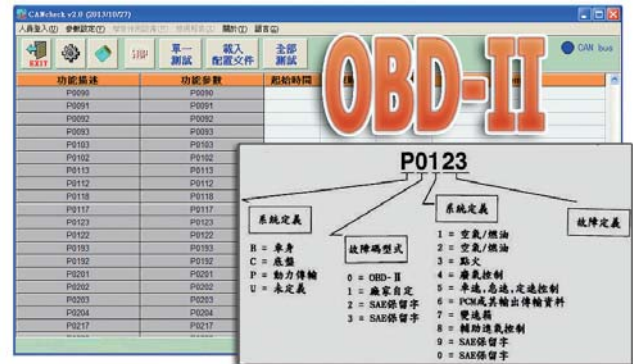 CANcheck v2.0 (2013/10/27)
人員登入(U) 參數設定(T) 關於(I) 語言(G)
EXIT 單一測試 載入配置文件 全部測試 CAN bus
功能描述 功能參數 起始時間
P0090 P0090
P0091 P0091
P0092 P0092
P0093 P0093
P0103 P0103
P0102 P0102
P0113 P0113
P0112 P0112
P0118 P0118
P0117 P0117
P0123 P0123
P0122 P0122
P0193 P0193
P0192 P0192
P0201 P0201
P0202 P0202
P0203 P0203
P0204 P0204
P0217 P0217
OBD-II
P0123
系統定義
B = 車身
C = 底盤
P = 動力傳輸
U = 未定義
故障碼型式
0 = OBD-II
1 = 廠家自定
2 = SAE保留字
3 = SAE保留字
系統定義
1 = 空氣/燃油
2 = 空氣/燃油
3 = 點火
4 = 廢氣控制
5 = 車速,怠速,定速控制
6 = PCM或其輸出傳輸資料
7 = 變速箱
8 = 輔助進氣控制
9 = SAE保留字
0 = SAE保留字
故障定義